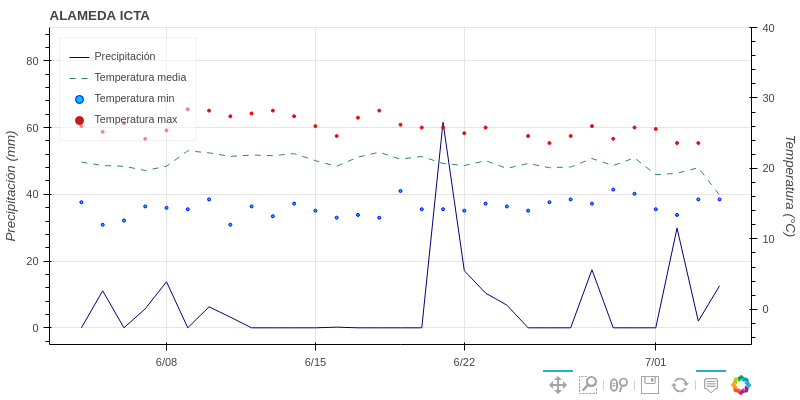 ALAMEDA ICTA
Precipitación
Temperatura media
Temperatura min
Temperatura max
Precipitación (mm)
80
60
40
20
0
40
30
20
10
0
Temperatura (°C)
6/08
6/15
6/22
7/01